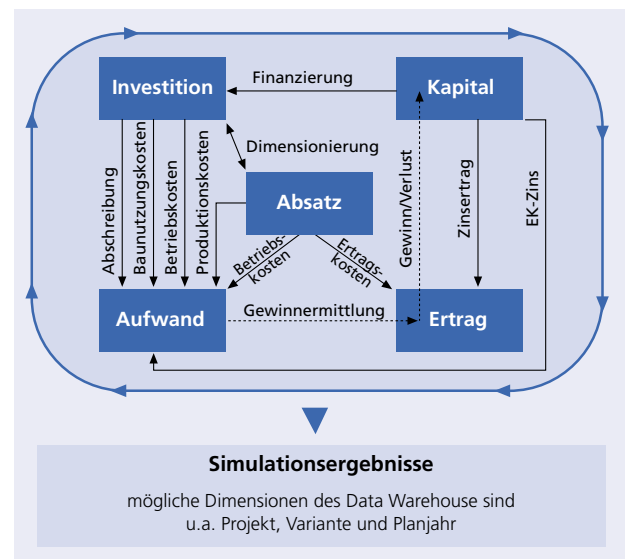 Investition
Finanzierung
Kapital
Abschreibung
Baunutzungskosten
Betriebskosten
Produktionskosten
Dimensionierung
Absatz
Gewinn/Verlust
Zinsertrag
EK-Zins
Betriebs-
kosten
Ertrags-
kosten
Aufwand
Gewinnermittlung
Ertrag
Simulationsergebnisse
mögliche Dimensionen des Data Warehouse sind
u.a. Projekt, Variante und Planjahr